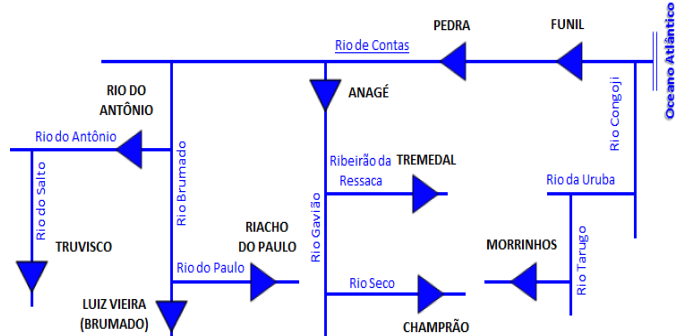 PEDRA
FUNIL
Rio de Contas
Oceano Atlântico
RIO DO
ANTÔNIO
ANAGÉ
Rio Congoji
Rio do Antônio
Rio do Salto
Rio Brumado
Ribeirão da
Ressaca
TREMEDAL
Rio da Uruba
Rio Gavião
RIACHO
DO PAULO
TRUVISCO
MORRINHOS
Rio Tarugo
Rio do Paulo
Rio Seco
LUIZ VIEIRA
(BRUMADO)
CHAMPRÃO